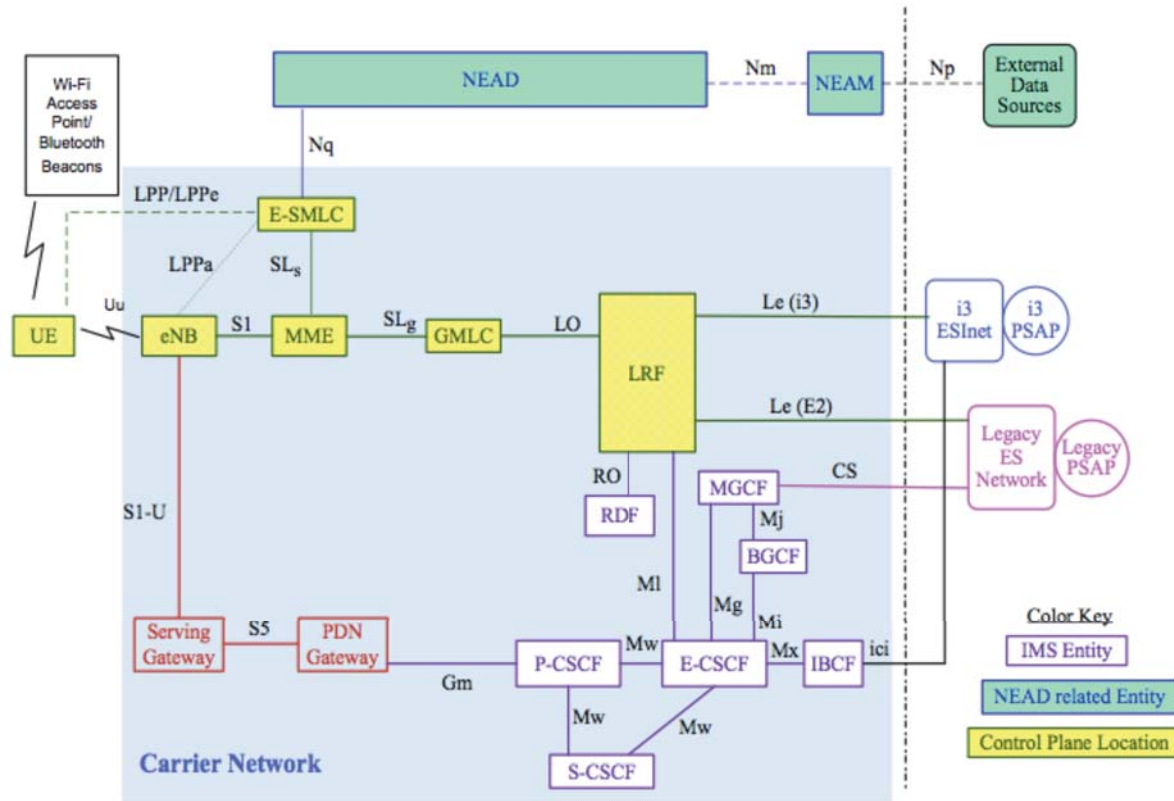 Wi-Fi
Access
Point/
Bluetooth
Beacons
NEAD
Nm
NEAM
Np
External
Data
Sources
Nq
LPP/LPPe
E-SMLC
LPPa
SLs
Uu
UE
eNB
S1
MME
SLg
GMLC
LO
LRF
Le (i3)
i3
ESInet
i3
PSAP
Le (E2)
Legacy
ES
Network
Legacy
PSAP
RO
RDF
MGCF
CS
Mj
BGCF
S1-U
Ml
Mg
Mi
Serving
Gateway
S5
PDN
Gateway
Gm
P-CSCF
Mw
E-CSCF
Mx
IBCF
ici
Mw
Mw
S-CSCF
Carrier Network
Color Key
IMS Entity
NEAD related Entity
Control Plane Location